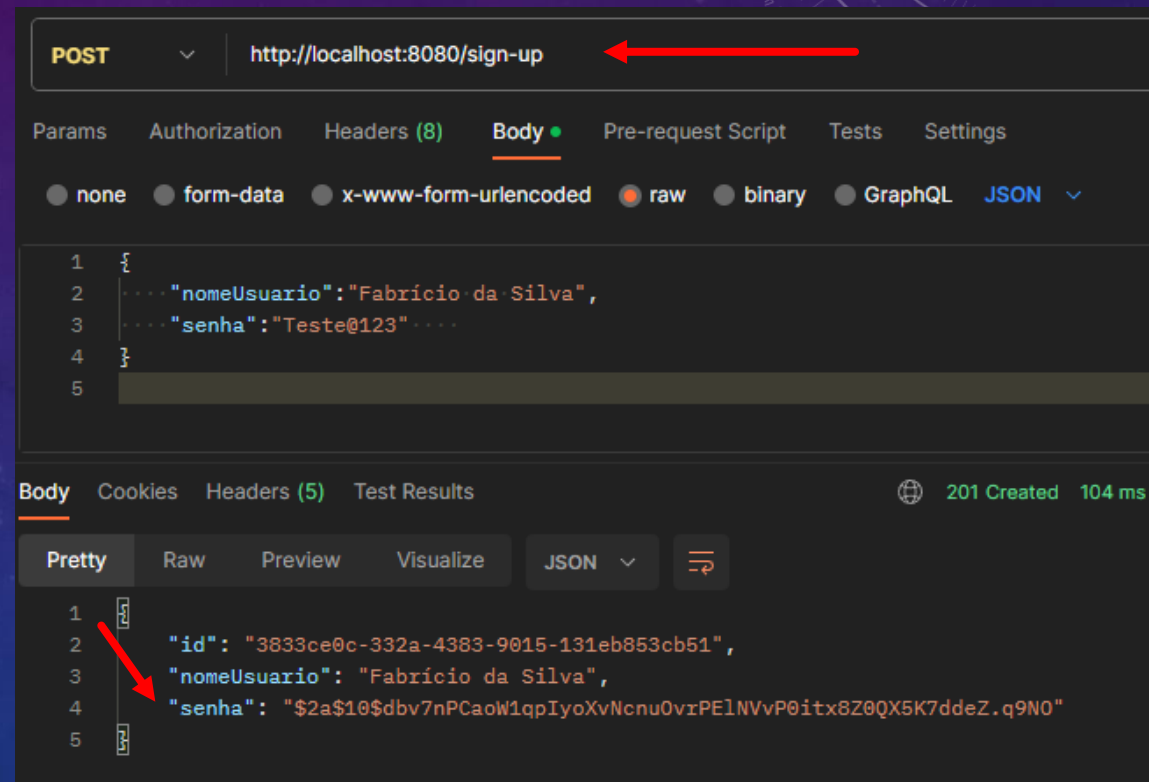 POST http://localhost:8080/sign-up
Params Authorization Headers (8) Body Pre-request Script Tests Settings
none form-data x-www-form-urlencoded raw binary GraphQL JSON
1 {
2 "nomeUsuario":"Fabrício da Silva",
3 "senha":"Teste@123"
4 }
5
Body Cookies Headers (5) Test Results 201 Created 104 ms
Pretty Raw Preview Visualize JSON
1 {
2 "id": "3833ce0c-332a-4383-9015-131eb853cb51",
3 "nomeUsuario": "Fabrício da Silva",
4 "senha": "$2a$10$dbv7nPCaoW1qpIyoXvNcnuOvrPElNVvP0itx8Z0QX5K7ddeZ.q9NO"
5 }